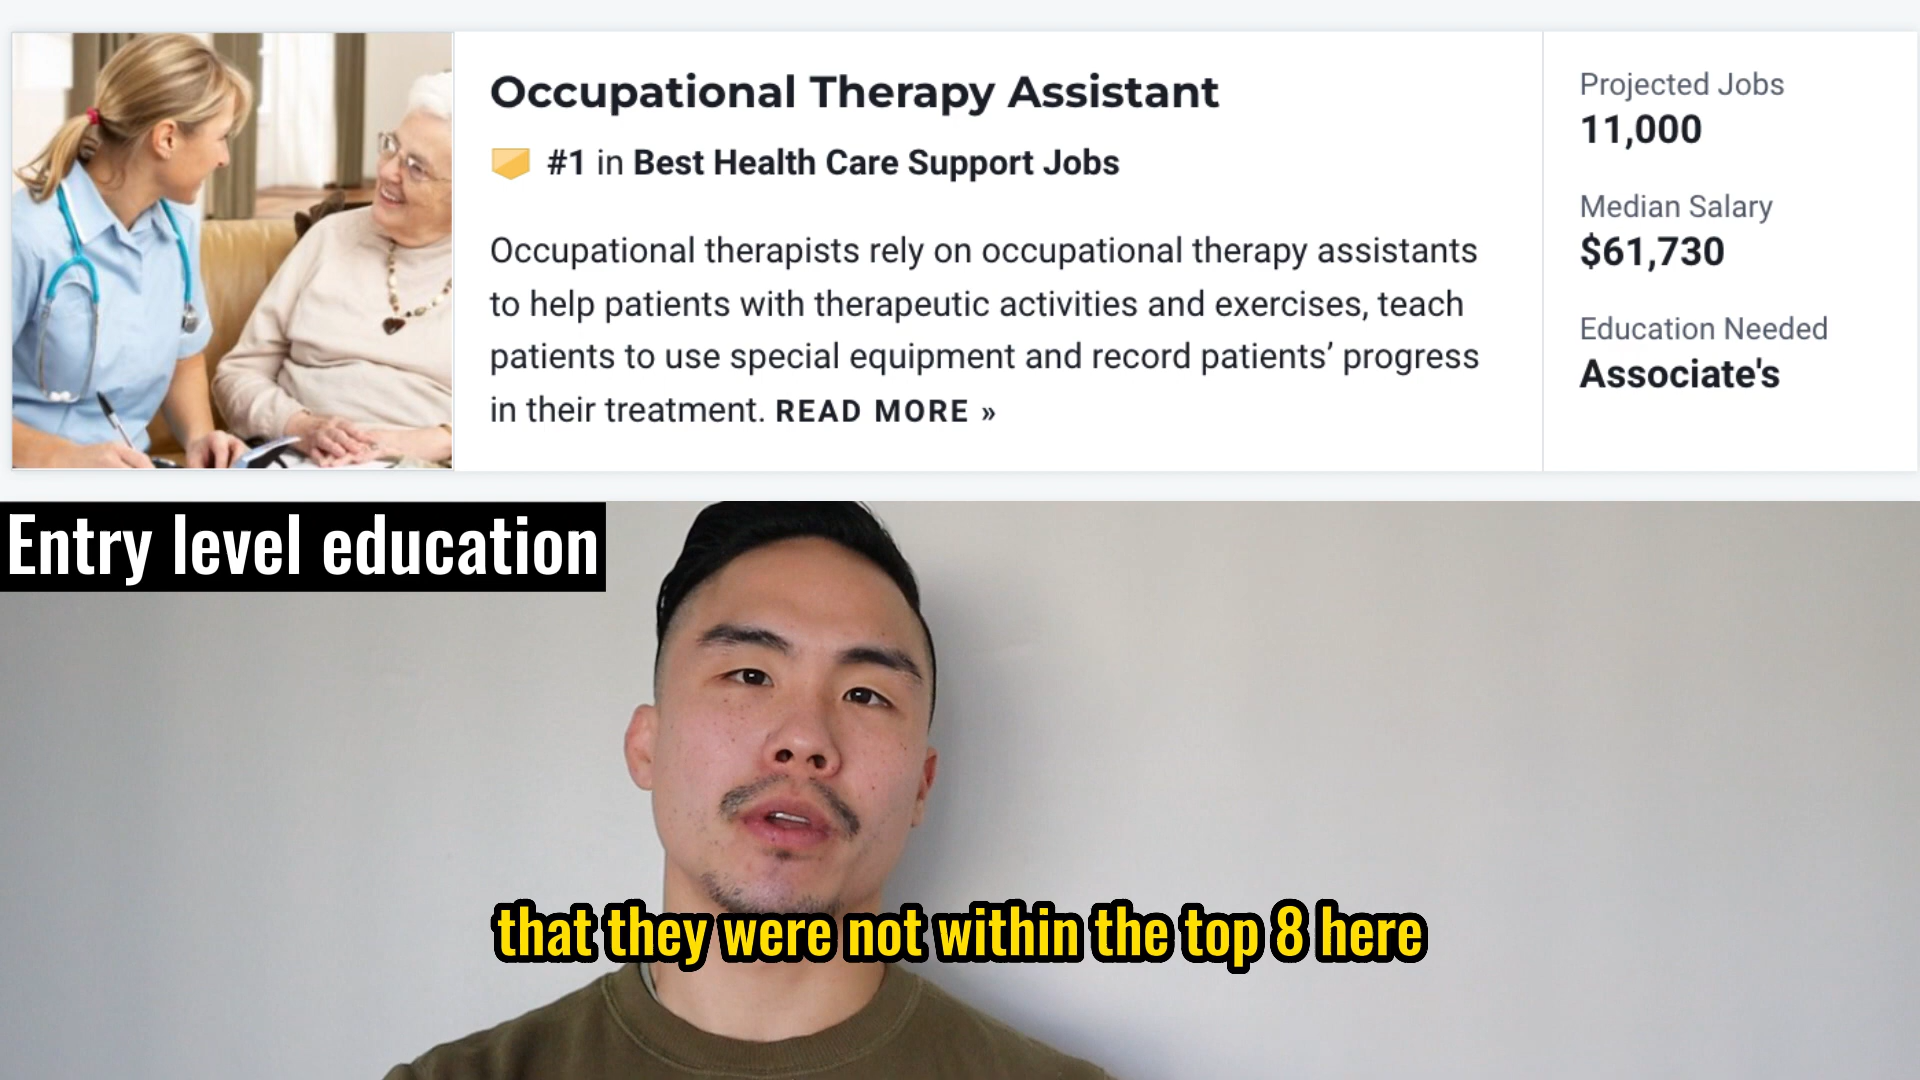 Occupational Therapy Assistant
#1 in Best Health Care Support Jobs
Occupational therapists rely on occupational therapy assistants
to help patients with therapeutic activities and exercises, teach
patients to use special equipment and record patients’ progress
in their treatment. READ MORE »
Projected Jobs
11,000
Median Salary
$61,730
Education Needed
Associate's
Entry level education
that they were not within the top 8 here